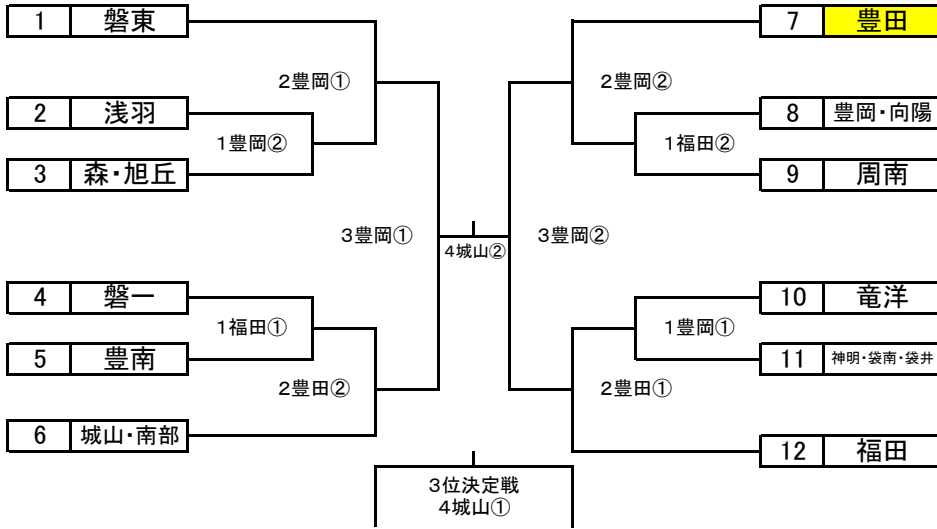 1 磐東
7 豊田
2豊岡①
2豊岡②
2 浅羽
8 豊岡・向陽
1豊岡②
1福田②
3 森・旭丘
9 周南
3豊岡①
4城山②
3豊岡②
4 磐一
10 竜洋
1福田①
1豊岡①
5 豊南
11 神明・袋南・袋井
2豊田②
2豊田①
6 城山・南部
12 福田
3位決定戦
4城山①